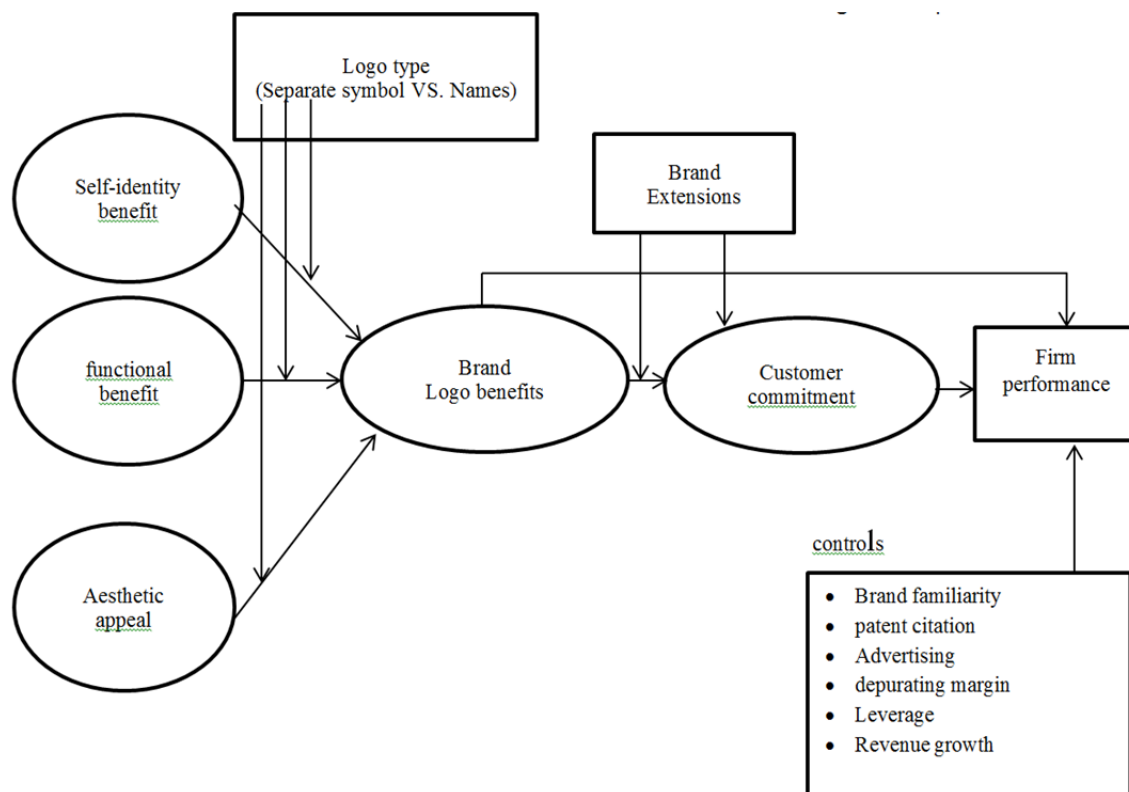 Logo type
(Separate symbol VS. Names)
Self-identity
benefit
Brand
Extensions
functional
benefit
Brand
Logo benefits
Customer
commitment
Firm
performance
Aesthetic
appeal
controls
• Brand familiarity
• patent citation
• Advertising
• depurating margin
• Leverage
• Revenue growth